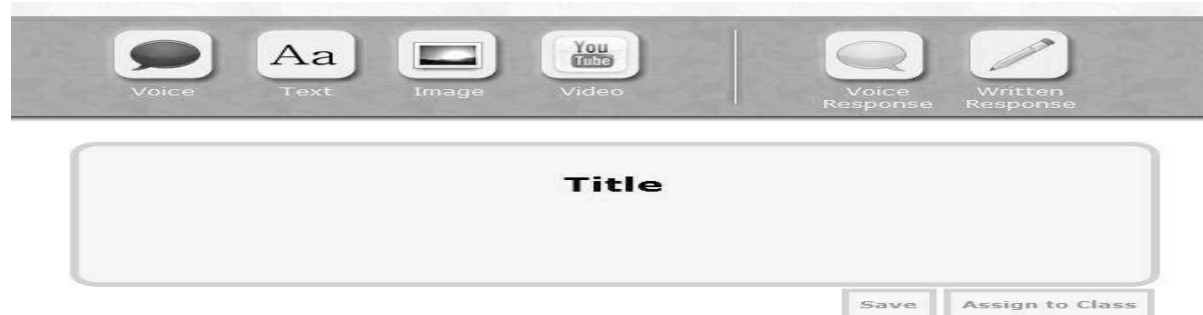 You
Tube
Aa
Voice Text Image Video Voice Response Written Response
Title
Save Assign to Class